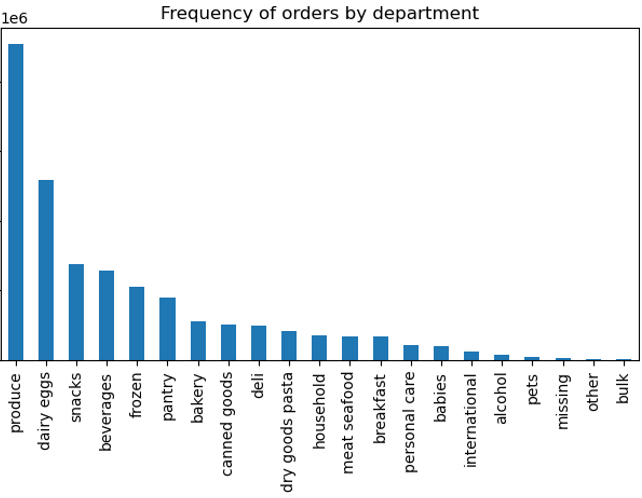 Frequency of orders by department
1e6
produce
dairy eggs
snacks
beverages
frozen
pantry
bakery
canned goods
deli
dry goods pasta
household
meat seafood
breakfast
personal care
babies
international
alcohol
pets
missing
other
bulk